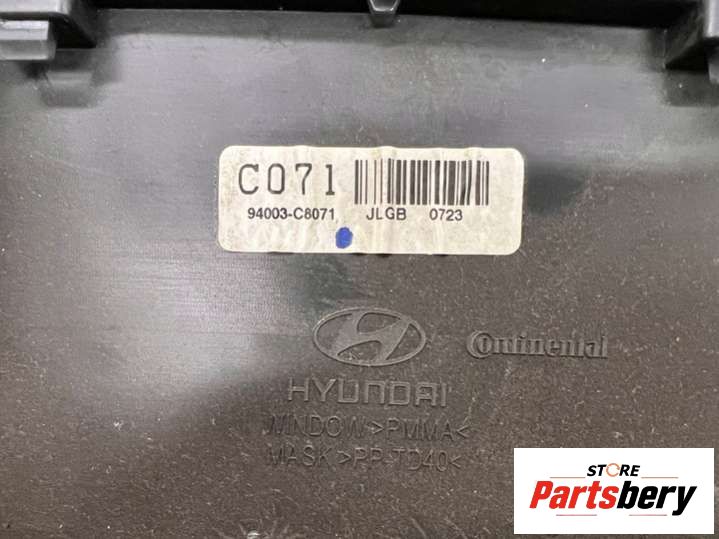 C071
94003-C8071 JLGB 0723
Continental
HYUNDAI
WINDOW>PMMA<
MASK >PP-TD40<
STORE
Partsbery